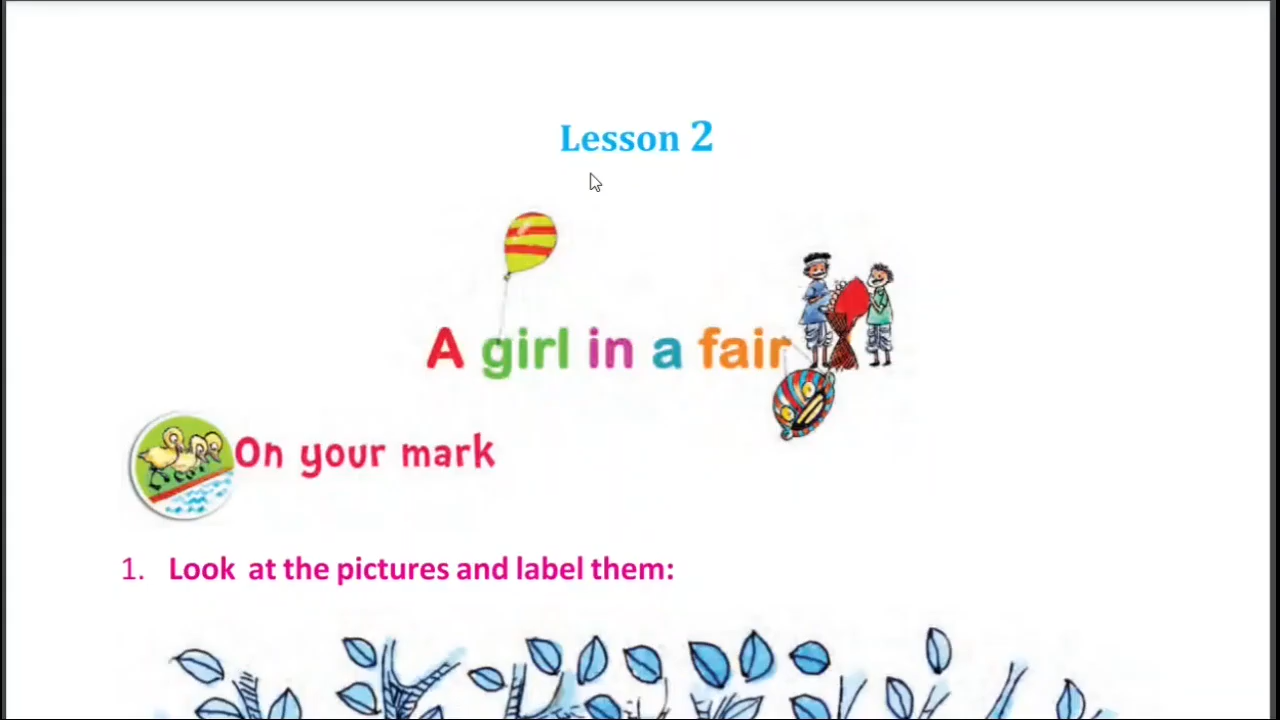 Lesson 2
A girl in a fair
On your mark
1. Look at the pictures and label them: